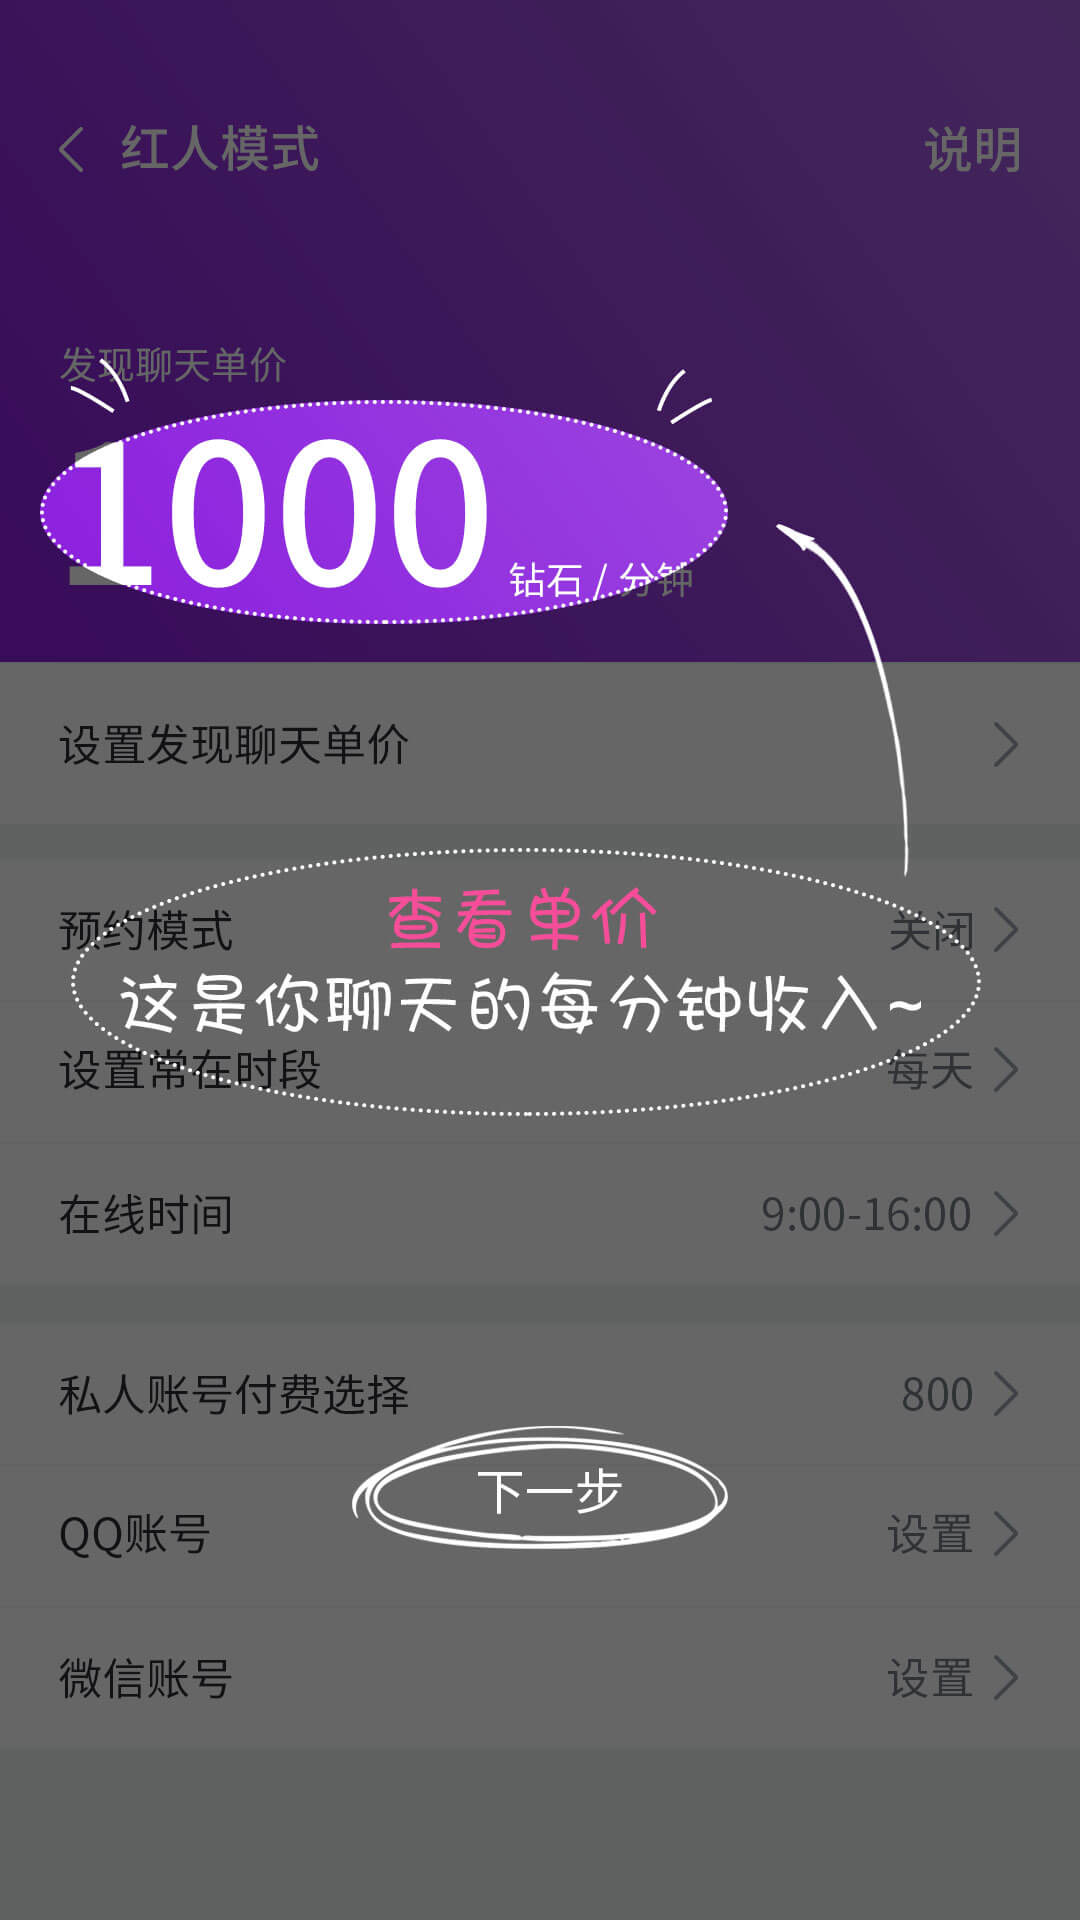 红人模式 说明
发现聊天单价
1000 钻石 / 分钟
设置发现聊天单价
查看单价
预约模式 关闭
这是你聊天的每分钟收入~
设置常在时段 每天
在线时间 9:00-16:00
私人账号付费选择 800
下一步
QQ账号 设置
微信账号 设置